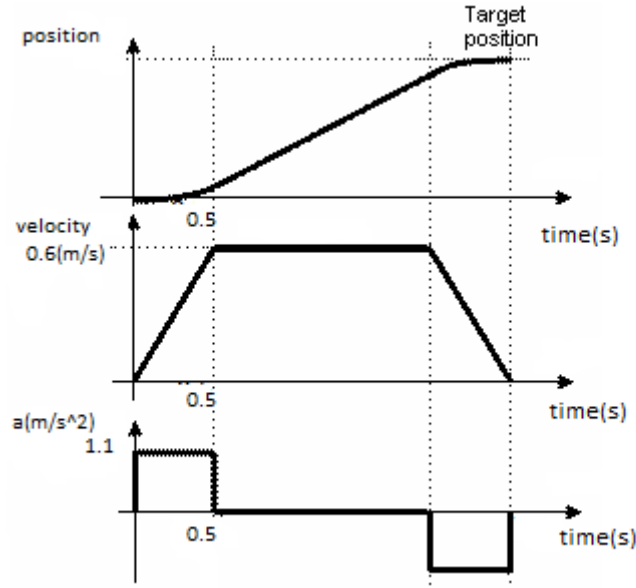 Target
position
position
0.5
time(s)
velocity
0.6(m/s)
0.5
time(s)
a(m/s^2)
1.1
0.5
time(s)